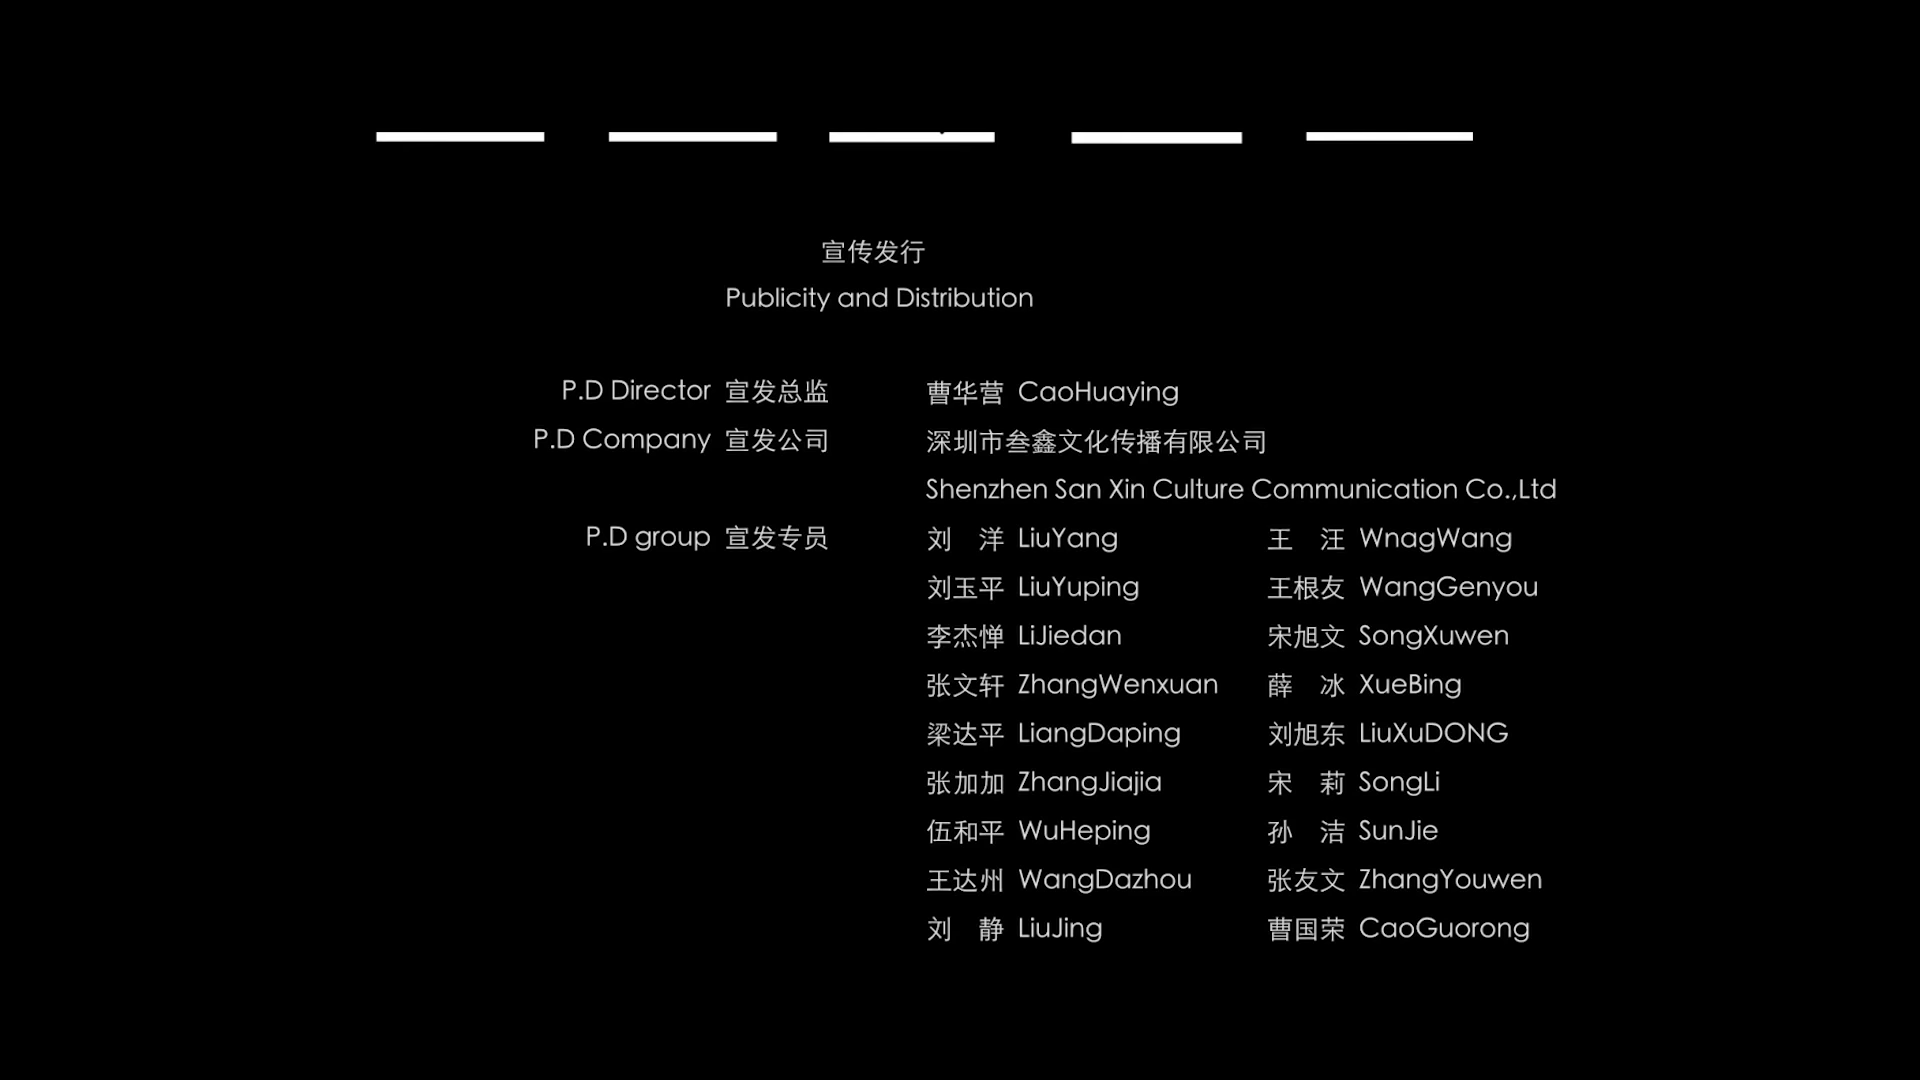 宣传发行
Publicity and Distribution
P.D Director 宣发总监 曹华营 CaoHuaying
P.D Company 宣发公司 深圳市叁鑫文化传播有限公司
Shenzhen San Xin Culture Communication Co.,Ltd
P.D group 宣发专员 刘 洋 LiuYang 王 汪 WnagWang
刘玉平 LiuYuping 王根友 WangGenyou
李杰惮 LiJiedan 宋旭文 SongXuwen
张文轩 ZhangWenxuan 薛 冰 XueBing
梁达平 LiangDaping 刘旭东 LiuXuDONG
张加加 ZhangJiajia 宋 莉 SongLi
伍和平 WuHeping 孙 洁 SunJie
王达州 WangDazhou 张友文 ZhangYouwen
刘 静 LiuJing 曹国荣 CaoGuorong